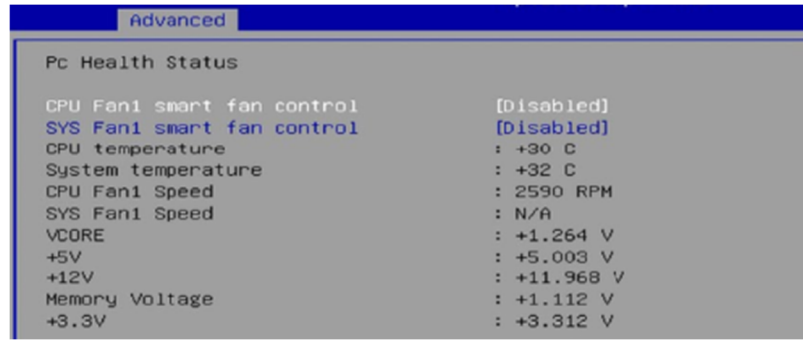 Advanced
Pc Health Status
CPU Fan1 smart fan control [Disabled]
SYS Fan1 smart fan control [Disabled]
CPU temperature : +30 C
System temperature : +32 C
CPU Fan1 Speed : 2590 RPM
SYS Fan1 Speed : N/A
VCORE : +1.264 V
+5V : +5.003 V
+12V : +11.968 V
Memory Voltage : +1.112 V
+3.3V : +3.312 V